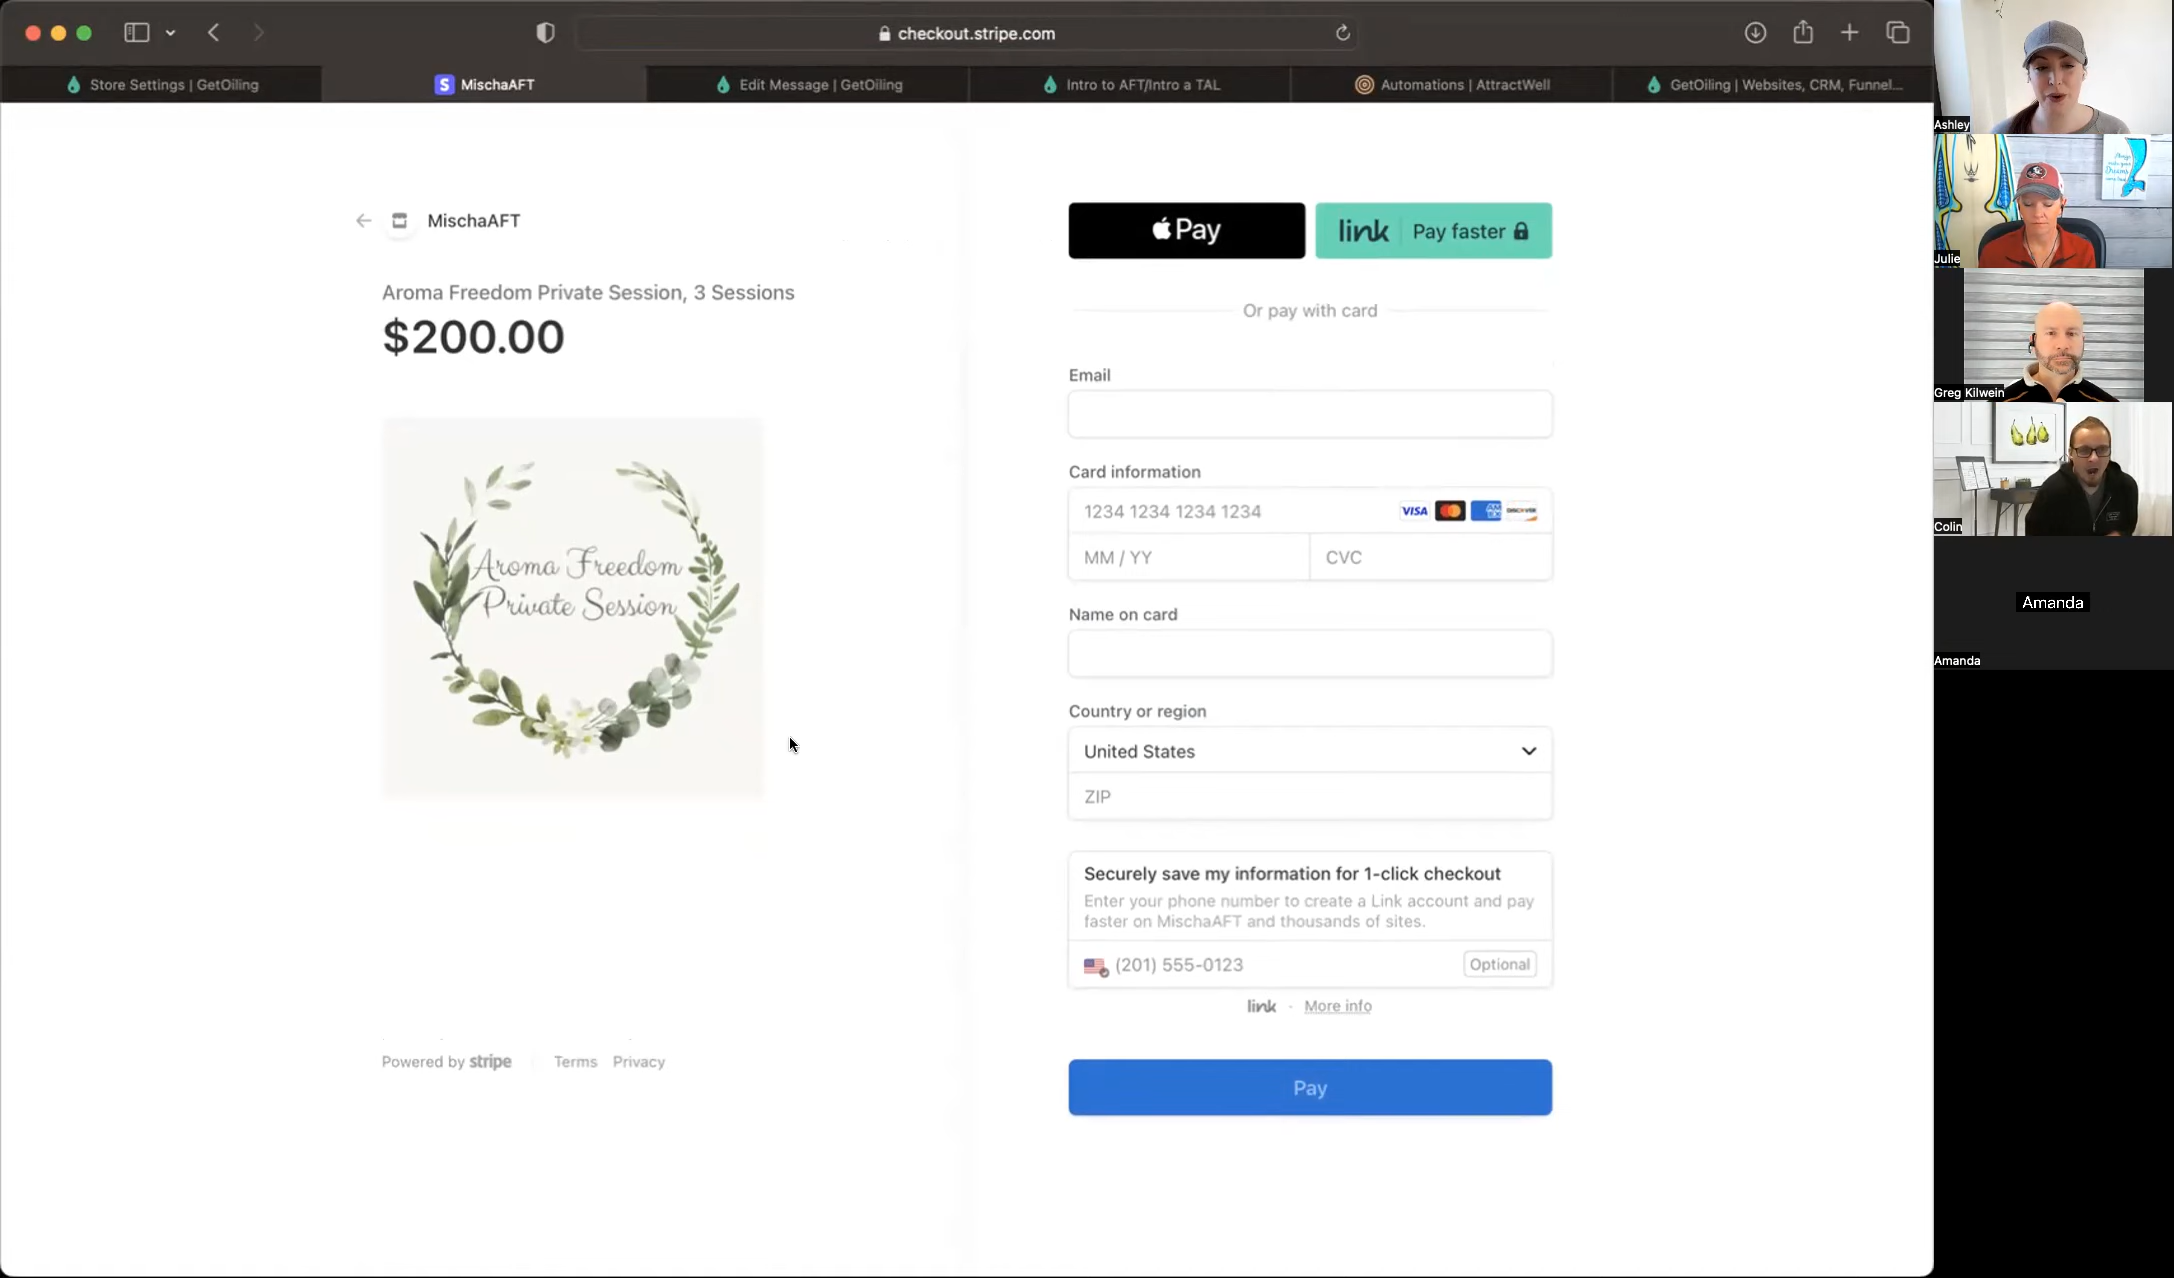 checkout.stripe.com
Store Settings | GetOiling
S MischaAFT
Edit Message | GetOiling
Intro to AFT/Intro a TAL
Automations | AttractWell
GetOiling | Websites, CRM, Funnel...
MischaAFT
Aroma Freedom Private Session, 3 Sessions
$200.00
Aroma Freedom
Private Session
Powered by stripe
Terms Privacy
Pay
link Pay faster
Or pay with card
Email
Card information
1234 1234 1234 1234
VISA
DISCOVER
MM / YY
CVC
Name on card
Country or region
United States
ZIP
Securely save my information for 1-click checkout
Enter your phone number to create a Link account and pay
faster on MischaAFT and thousands of sites.
(201) 555-0123
Optional
link - More info
Pay
Ashley
Julie
Greg Kilwein
Colin
Amanda
Amanda